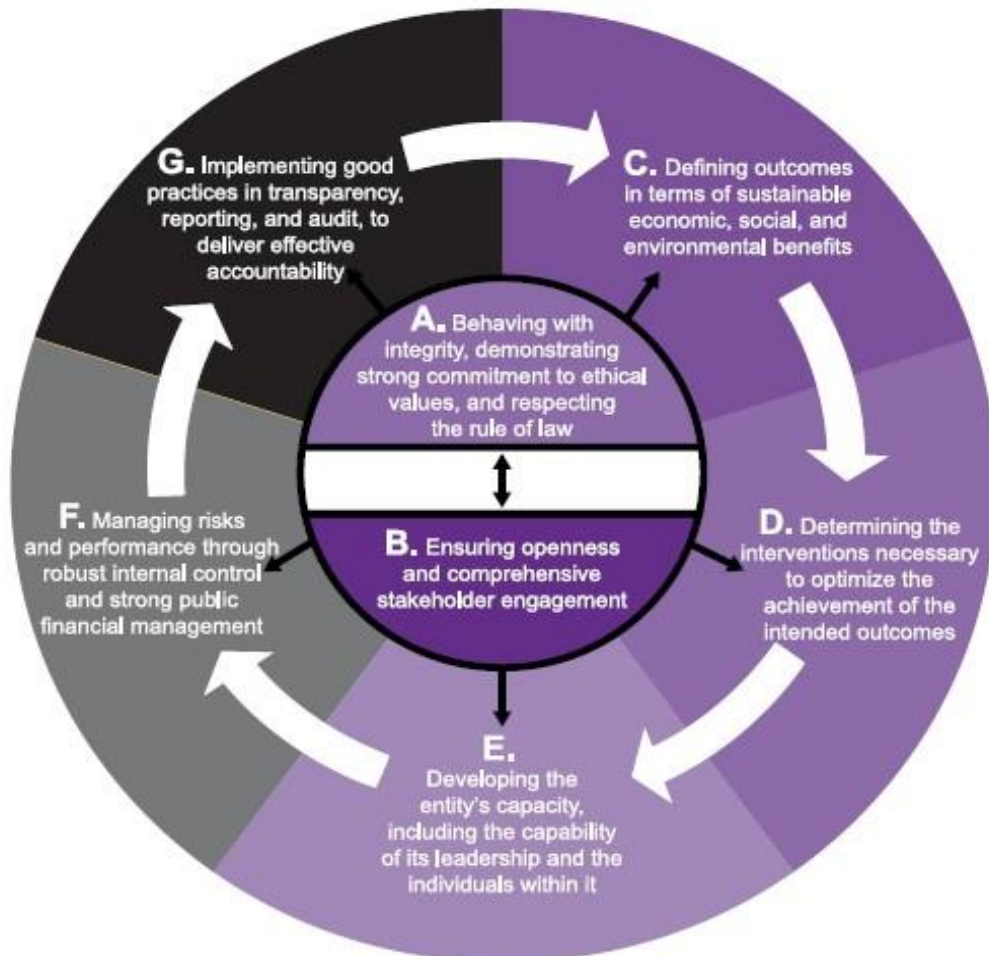 G. Implementing good
practices in transparency,
reporting, and audit, to
deliver effective
accountability
C. Defining outcomes
in terms of sustainable
economic, social, and
environmental benefits
A. Behaving with
integrity, demonstrating
strong commitment to ethical
values, and respecting
the rule of law
B. Ensuring openness
and comprehensive
stakeholder engagement
D. Determining the
interventions necessary
to optimize the
achievement of the
intended outcomes
E.
Developing the
entity's capacity,
including the capability
of its leadership and the
individuals within it
F. Managing risks
and performance through
robust internal control
and strong public
financial management